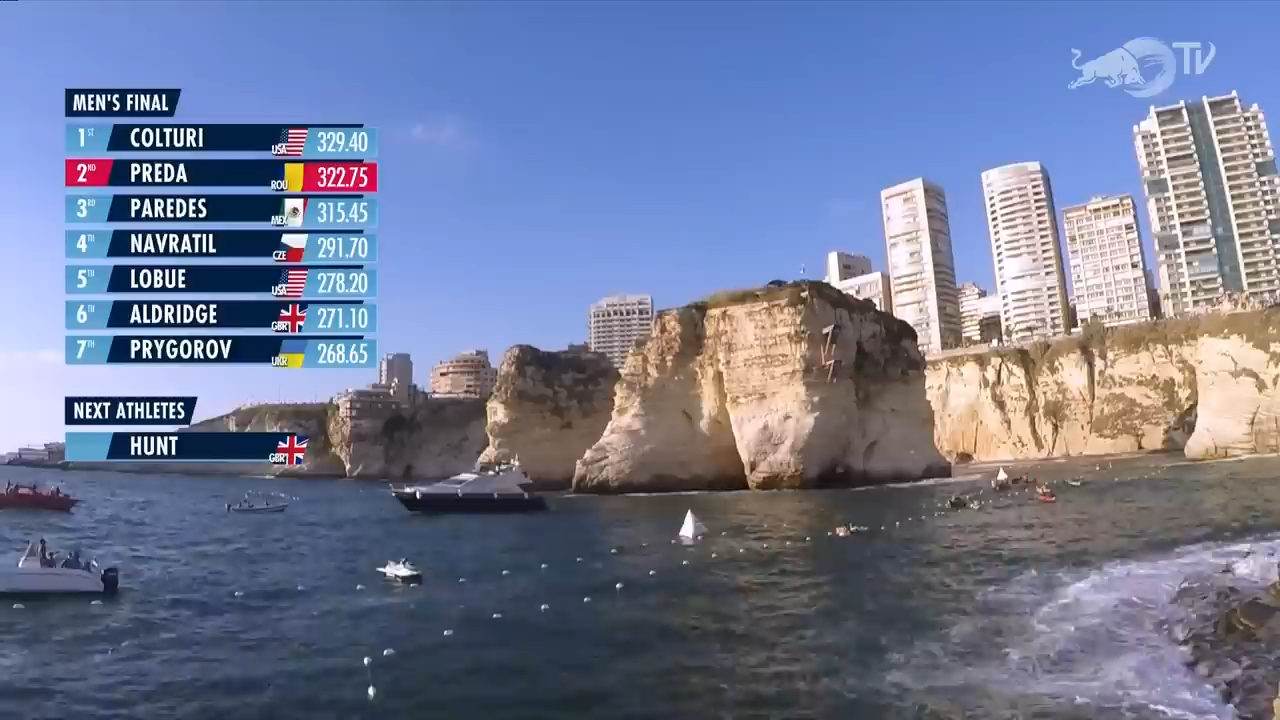 TV
MEN'S FINAL
1ST COLTURI USA 329.40
2ND PREDA ROU 322.75
3RD PAREDES MEX 315.45
4TH NAVRATIL CZE 291.70
5TH LOBUE USA 278.20
6TH ALDRIDGE GBR 271.10
7TH PRYGOROV UKR 268.65
NEXT ATHLETES
HUNT GBR